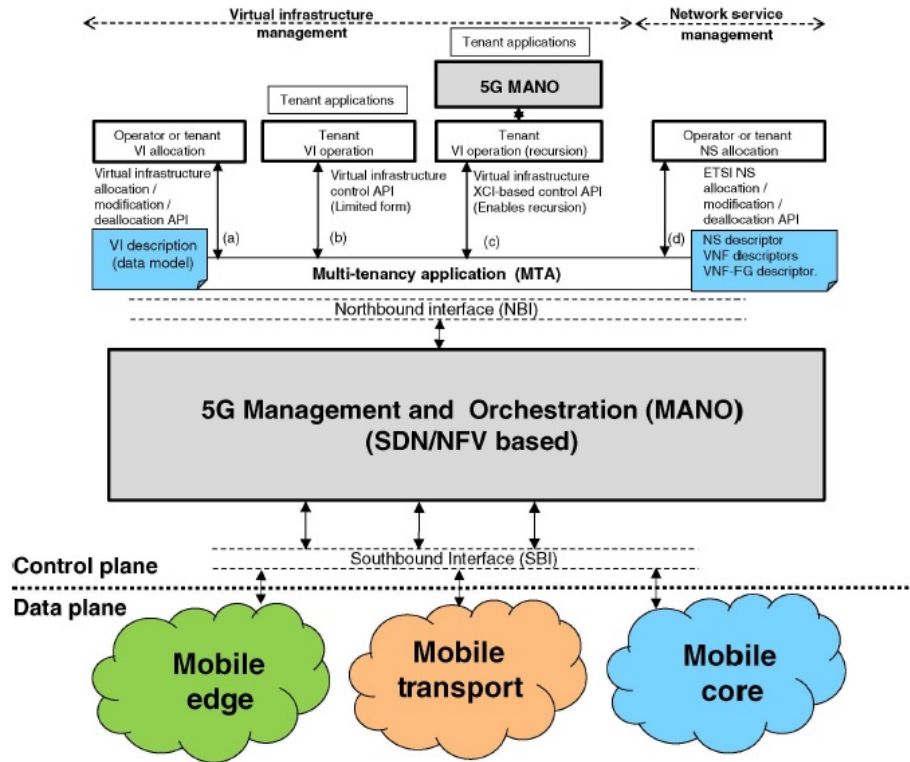 Virtual infrastructure
management
Network service
management
Tenant applications
5G MANO
Tenant applications
Operator or tenant
VI allocation
Tenant
VI operation
Tenant
VI operation (recursion)
Operator or tenant
NS allocation
Virtual infrastructure
allocation /
modification /
deallocation API
(a)
Virtual infrastructure
control API
(Limited form)
(b)
Virtual infrastructure
XCI-based control API
(Enables recursion)
(c)
ETSI NS
allocation /
modification /
deallocation API
(d)
VI description
(data model)
NS descriptor
VNF descriptors
VNF-FG descriptor.
Multi-tenancy application (MTA)
Northbound interface (NBI)
5G Management and Orchestration (MANO)
(SDN/NFV based)
Southbound Interface (SBI)
Control plane
Data plane
Mobile
edge
Mobile
transport
Mobile
core